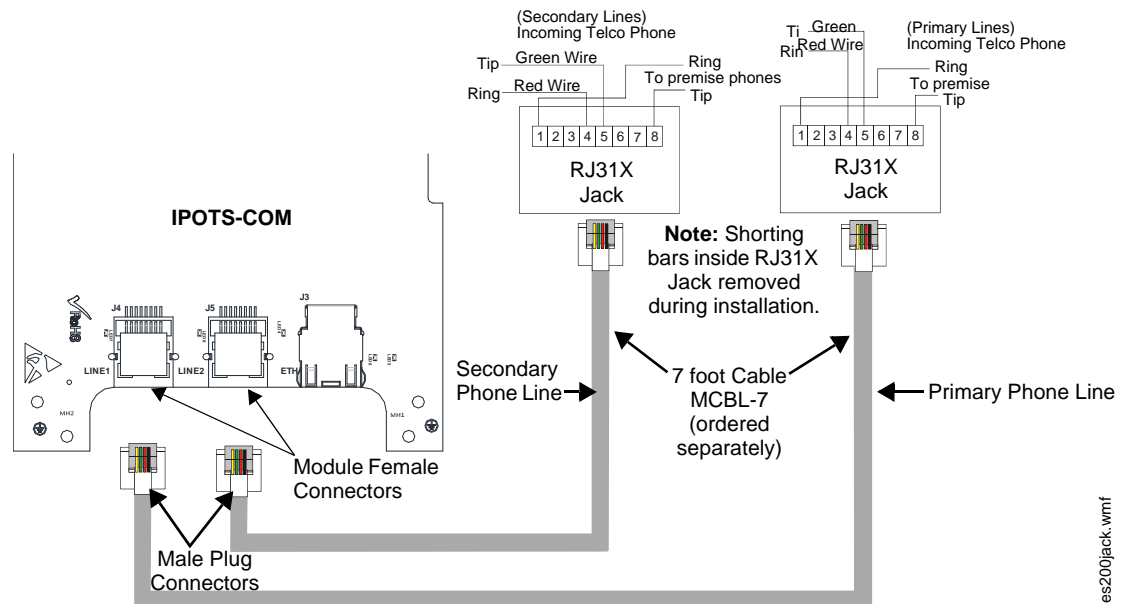 (Secondary Lines)
Incoming Telco Phone
Tip
Green Wire
Ring
Red Wire
Ring
To premise phones
Tip
1 2 3 4 5 6 7 8
RJ31X
Jack
Ti
Green
Rin
Red Wire
(Primary Lines)
Incoming Telco Phone
Ring
To premise
Tip
1 2 3 4 5 6 7 8
RJ31X
Jack
IPOTS-COM
Note: Shorting
bars inside RJ31X
Jack removed
during installation.
RoHS
J4
J5
J3
LINE1
LINE2
ETH
MH2
MH1
Secondary
Phone Line
7 foot Cable
MCBL-7
(ordered
separately)
Primary Phone Line
Module Female
Connectors
Male Plug
Connectors
es200jack.wmf